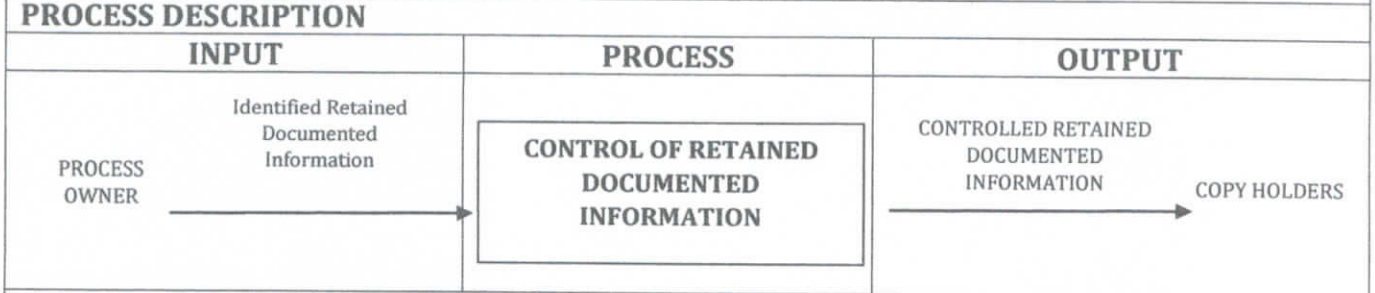 PROCESS DESCRIPTION
INPUT
PROCESS
OUTPUT
Identified Retained
Documented
Information
PROCESS
OWNER
CONTROL OF RETAINED
DOCUMENTED
INFORMATION
CONTROLLED RETAINED
DOCUMENTED
INFORMATION
COPY HOLDERS